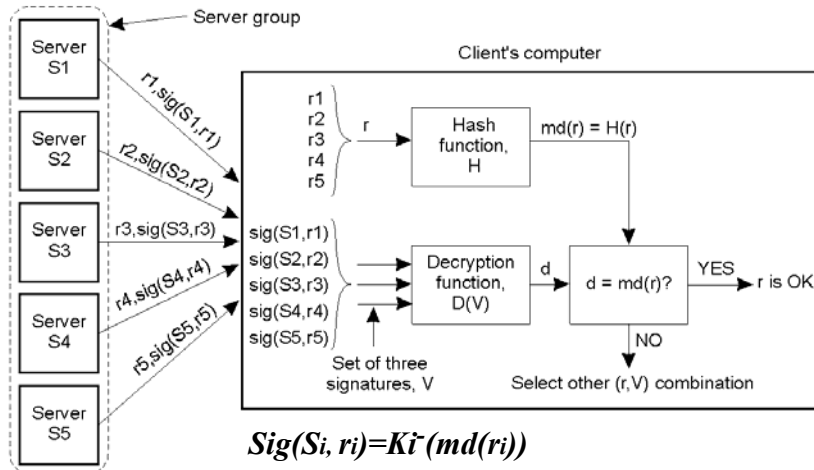 Server group
Server
S1
Server
S2
Server
S3
Server
S4
Server
S5
r1,sig(S1,r1)
r2,sig(S2,r2)
r3,sig(S3,r3)
r4,sig(S4,r4)
r5,sig(S5,r5)
Client's computer
r1
r2
r3
r4
r5
r
Hash
function,
H
md(r) = H(r)
sig(S1,r1)
sig(S2,r2)
sig(S3,r3)
sig(S4,r4)
sig(S5,r5)
Decryption
function,
D(V)
d
d = md(r)?
YES
r is OK
NO
Set of three
signatures, V
Select other (r,V) combination
Sig(Si, ri)=Ki⁻(md(ri))